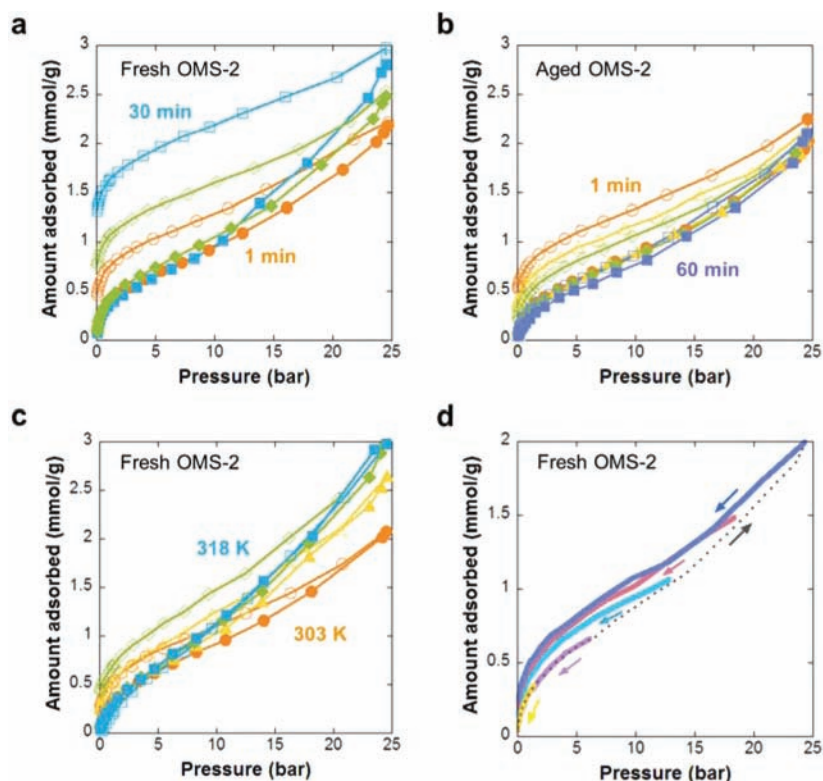 a
Fresh OMS-2
30 min
1 min
Amount adsorbed (mmol/g)
3
2.5
2
1.5
1
0.5
0
0 5 10 15 20 25
Pressure (bar)
b
Aged OMS-2
1 min
60 min
Amount adsorbed (mmol/g)
3
2.5
2
1.5
1
0.5
0
0 5 10 15 20 25
Pressure (bar)
c
Fresh OMS-2
318 K
303 K
Amount adsorbed (mmol/g)
3
2.5
2
1.5
1
0.5
0
0 5 10 15 20 25
Pressure (bar)
d
Fresh OMS-2
Amount adsorbed (mmol/g)
2
1.5
1
0.5
0
0 5 10 15 20 25
Pressure (bar)